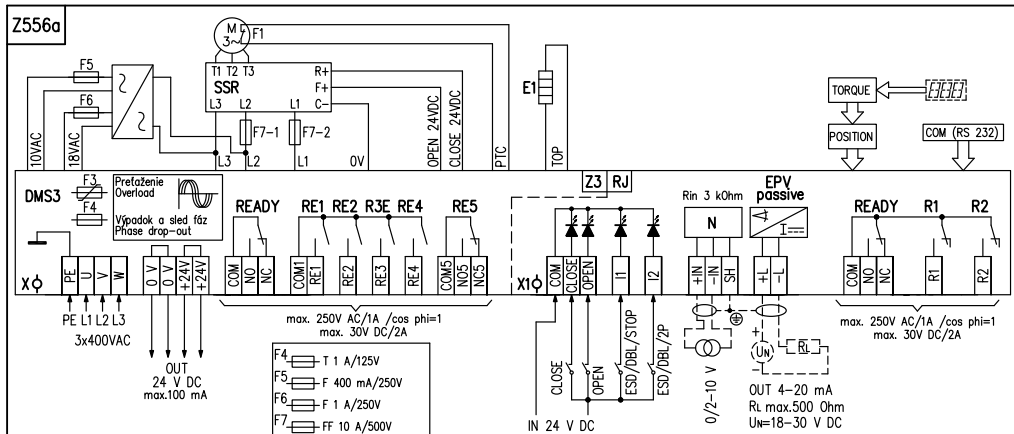 Z556a
M
3~
F1
F5
F6
T1 T2 T3
SSR
R+
F+
C-
L3 L2 L1
F7-1
F7-2
E1
TORQUE
POSITION
COM (RS 232)
10VAC
18VAC
L3 L2 L1
0V
OPEN 24VDC
CLOSE 24VDC
PTC
TOP
DMS3
F3
F4
Preťaženie
Overload
Výpadok a sled fáz
Phase drop-out
READY
RE1 RE2 R3E RE4
RE5
Z3 RJ
Rin 3 kOhm
N
EPV
passive
READY
R1
R2
X
PE
U
V
W
0 V
0 V
+24V
+24V
COM
NO
NC
COM1
RE1
RE2
RE3
RE4
COM5
NO5
NC5
X1
COM
CLOSE
OPEN
I1
I2
+IN
-IN
SH
+L
-L
COM
NO
NC
R1
R2
PE L1 L2 L3
3x400VAC
OUT
24 V DC
max.100 mA
max. 250V AC/1A /cos phi=1
max. 30V DC/2A
F4 T 1 A/125V
F5 F 400 mA/250V
F6 F 1 A/250V
F7 FF 10 A/500V
CLOSE
OPEN
ESD/DBL/STOP
ESD/DBL/2P
IN 24 V DC
0/2-10 V
+
UN
-
RL
OUT 4-20 mA
RL max.500 Ohm
UN=18-30 V DC
max. 250V AC/1A /cos phi=1
max. 30V DC/2A